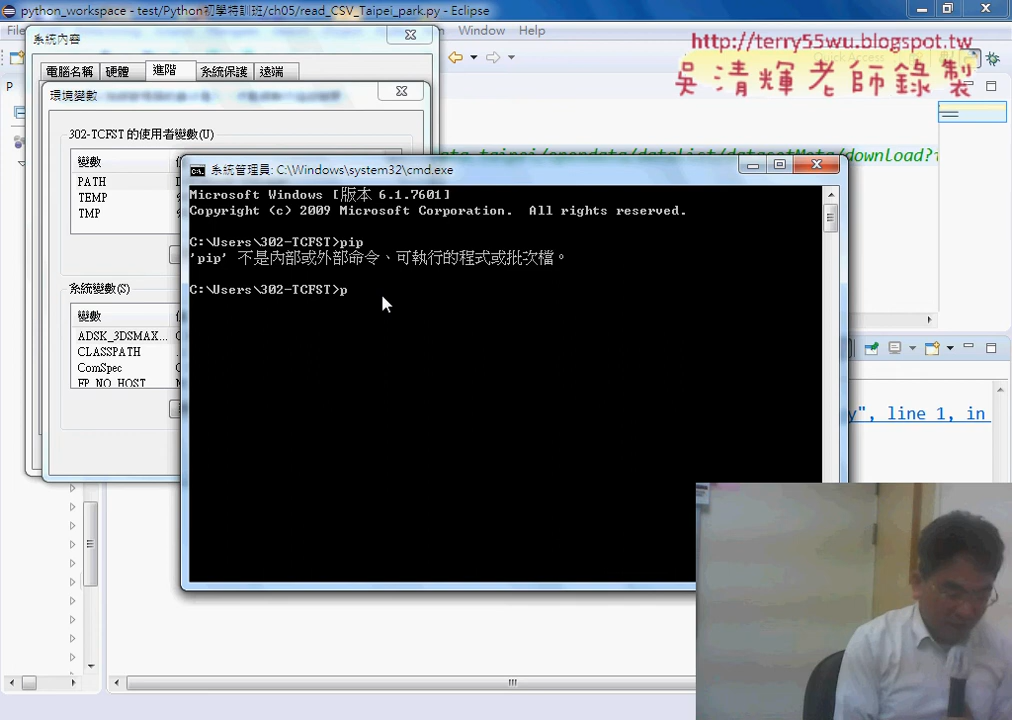 python_workspace - test/Python初學特訓班/ch05/read_CSV_Taipei_park.py - Eclipse
Window Help
http://terry55wu.blogspot.tw
吳清輝老師錄製
系統內容
電腦名稱 硬體 進階 系統保護 遠端
環境變數
302-TCFST 的使用者變數(U)
變數
PATH
TEMP
TMP
系統變數(S)
變數
ADSK_3DSMAX...
CLASSPATH
ComSpec
FP_NO_HOST
系統管理員: C:\Windows\system32\cmd.exe
Microsoft Windows [版本 6.1.7601]
Copyright (c) 2009 Microsoft Corporation. All rights reserved.
C:\Users\302-TCFST>pip
'pip' 不是內部或外部命令、可執行的程式或批次檔。
C:\Users\302-TCFST>p
y", line 1, in